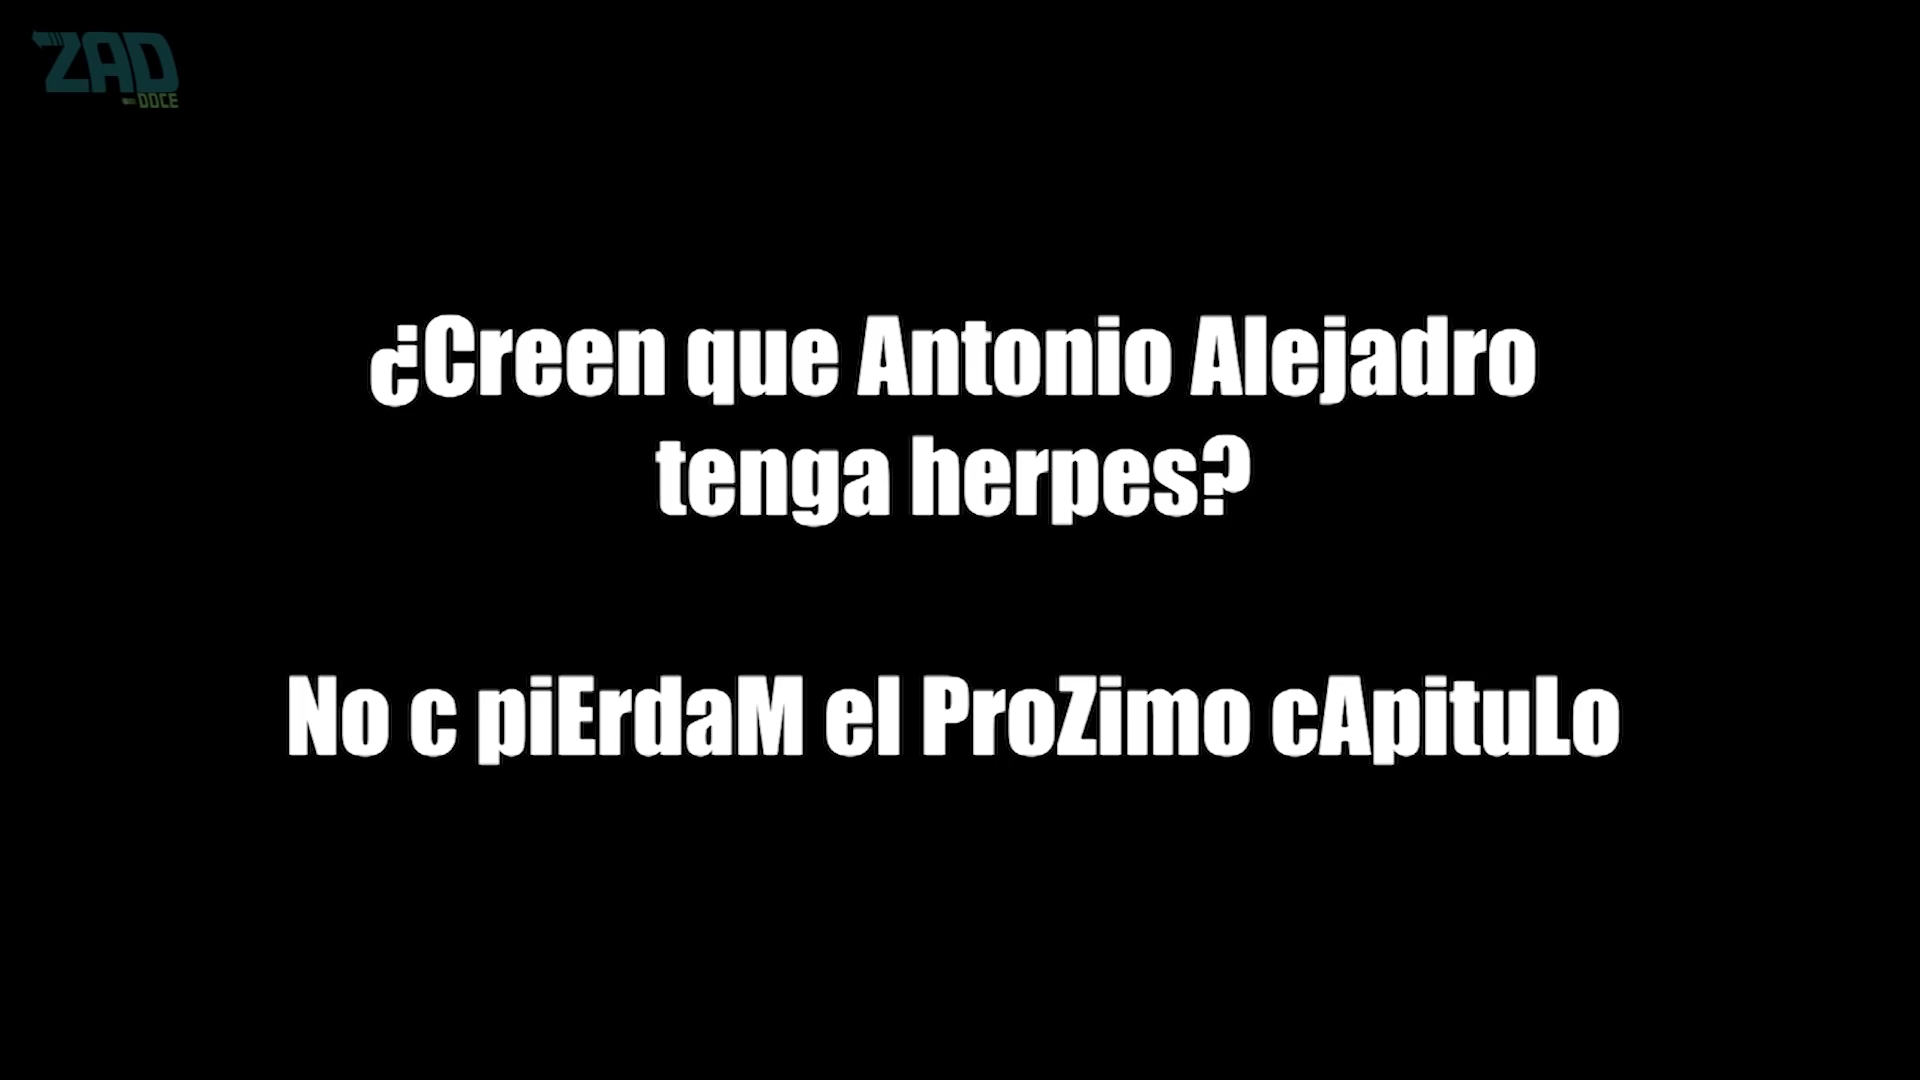 ZAD
DOCE
¿Creen que Antonio Alejadro
tenga herpes?
No c piErdaM el ProZimo cApituLo